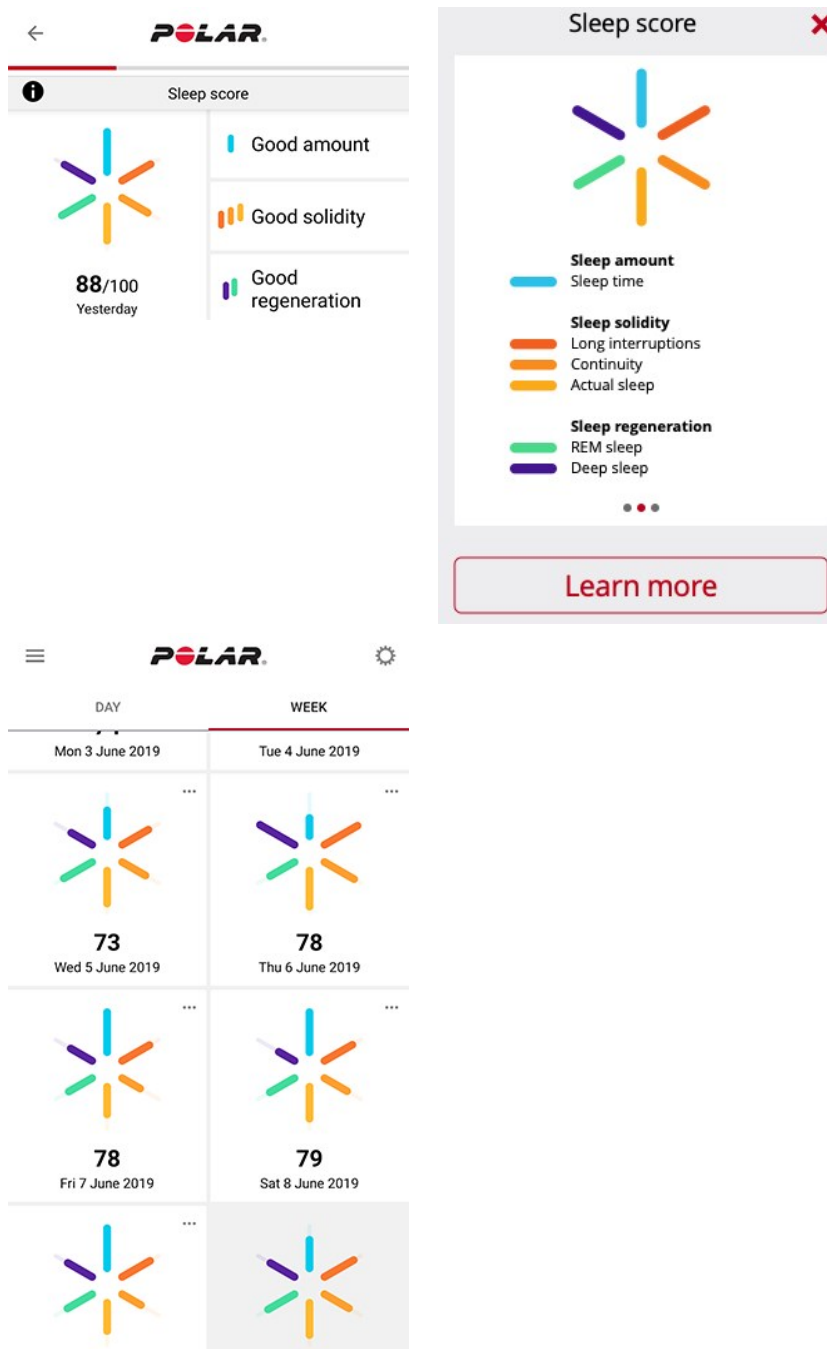 POLAR
Sleep score
Good amount
Good solidity
Good
regeneration
88/100
Yesterday
Sleep score
Sleep amount
Sleep time
Sleep solidity
Long interruptions
Continuity
Actual sleep
Sleep regeneration
REM sleep
Deep sleep
Learn more
POLAR
DAY WEEK
Mon 3 June 2019 Tue 4 June 2019
73 78
Wed 5 June 2019 Thu 6 June 2019
78 79
Fri 7 June 2019 Sat 8 June 2019